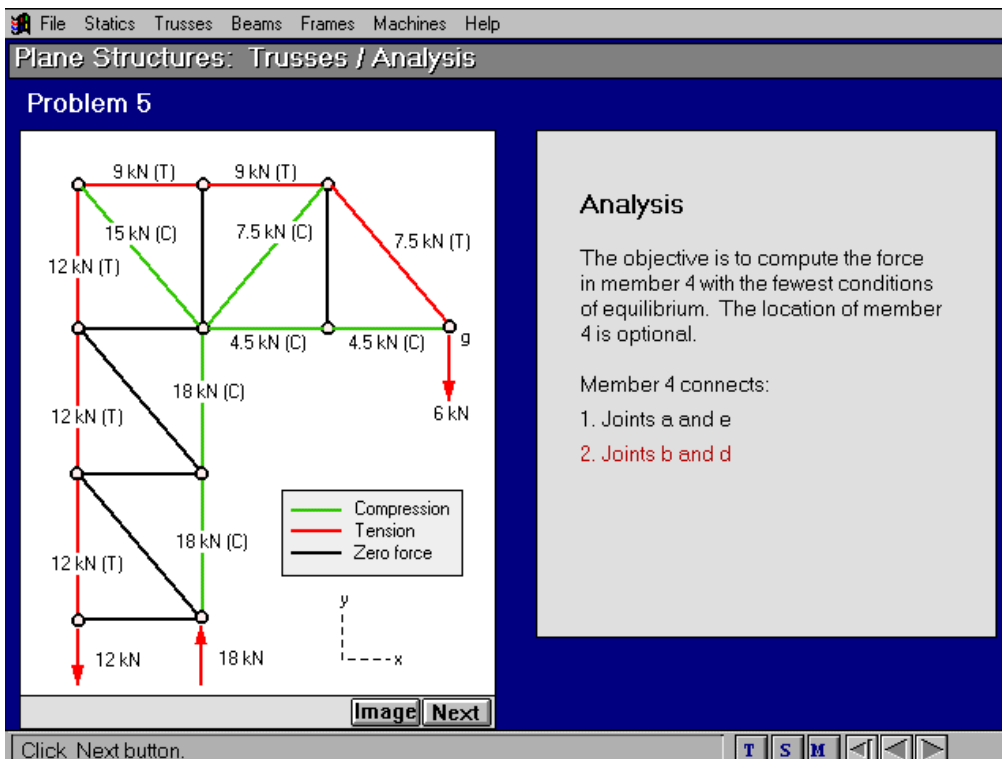 File Statics Trusses Beams Frames Machines Help
Plane Structures: Trusses / Analysis
Problem 5
9 kN (T) 9 kN (T)
15 kN (C) 7.5 kN (C) 7.5 kN (T)
12 kN (T)
4.5 kN (C) 4.5 kN (C) g
18 kN (C)
6 kN
12 kN (T)
Compression
Tension
Zero force
18 kN (C)
12 kN (T)
y
x
12 kN 18 kN
Image Next
Analysis
The objective is to compute the force
in member 4 with the fewest conditions
of equilibrium. The location of member
4 is optional.
Member 4 connects:
1. Joints a and e
2. Joints b and d
Click Next button.
T S M